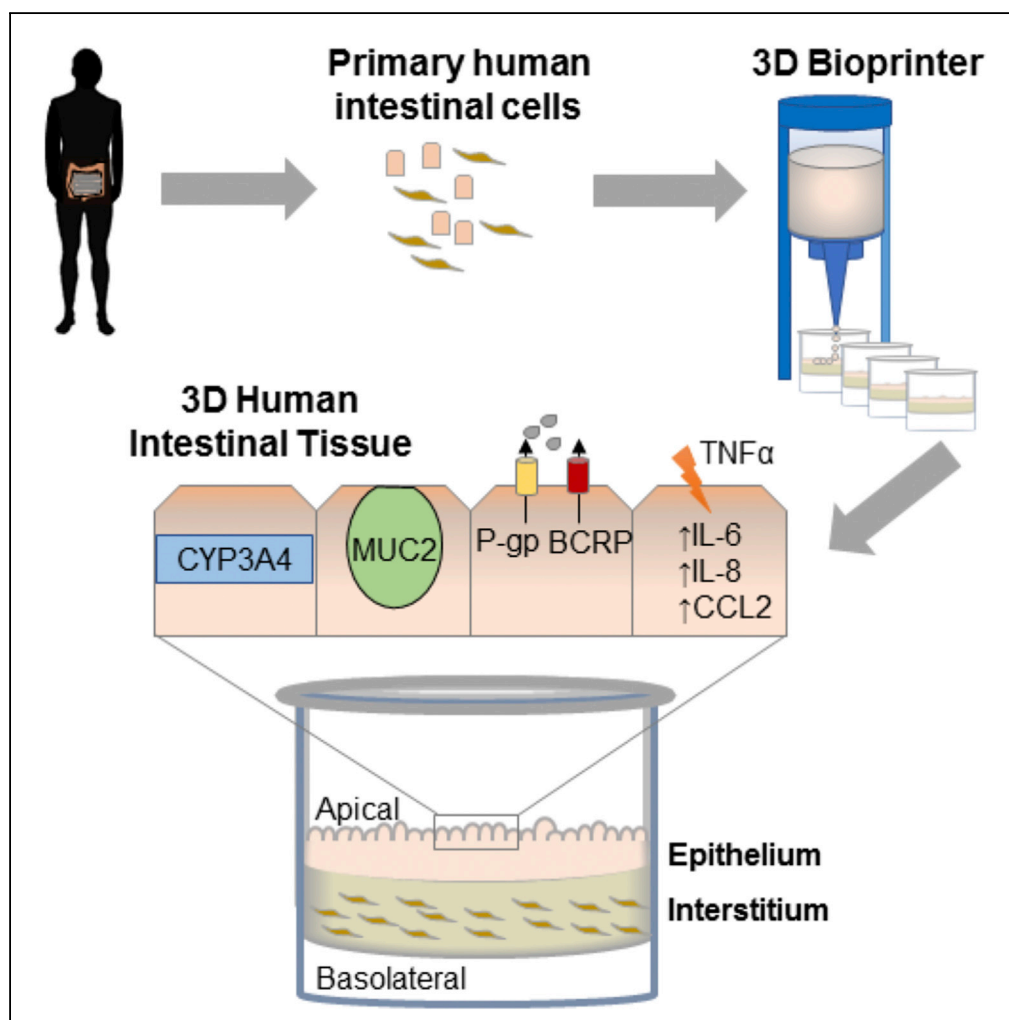 Primary human
intestinal cells
3D Bioprinter
3D Human
Intestinal Tissue
CYP3A4
MUC2
P-gp BCRP
TNFα
↑IL-6
↑IL-8
↑CCL2
Apical
Epithelium
Interstitium
Basolateral